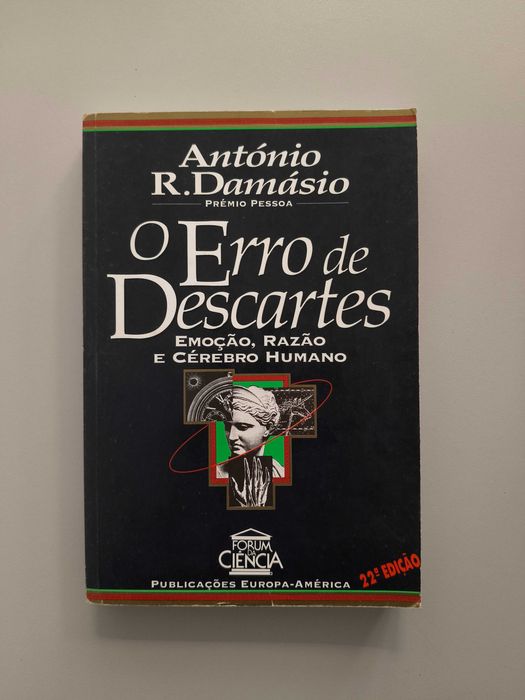 António
R. Damásio
PRÉMIO PESSOA
O Erro de
Descartes
EMOÇÃO, RAZÃO
E CÉREBRO HUMANO
FORUM
DA
CIÊNCIA
22ª EDIÇÃO
PUBLICAÇÕES EUROPA-AMÉRICA